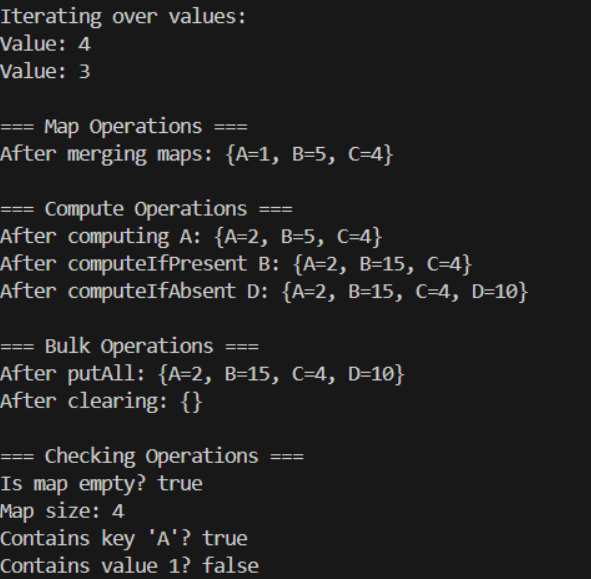 Iterating over values:
Value: 4
Value: 3
=== Map Operations ===
After merging maps: {A=1, B=5, C=4}
=== Compute Operations ===
After computing A: {A=2, B=5, C=4}
After computeIfPresent B: {A=2, B=15, C=4}
After computeIfAbsent D: {A=2, B=15, C=4, D=10}
=== Bulk Operations ===
After putAll: {A=2, B=15, C=4, D=10}
After clearing: {}
=== Checking Operations ===
Is map empty? true
Map size: 4
Contains key 'A'? true
Contains value 1? false